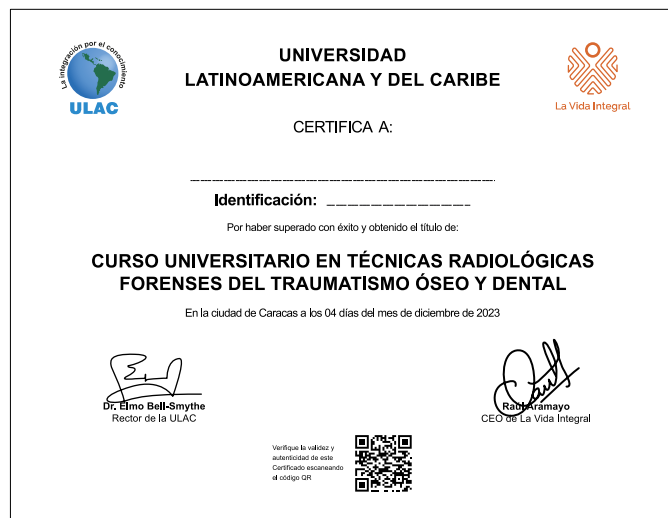 La integración por el conocimiento
ULAC
UNIVERSIDAD
LATINOAMERICANA Y DEL CARIBE
La Vida Integral
CERTIFICA A:
Identificación:
Por haber superado con éxito y obtenido el título de:
CURSO UNIVERSITARIO EN TÉCNICAS RADIOLÓGICAS
FORENSES DEL TRAUMATISMO ÓSEO Y DENTAL
En la ciudad de Caracas a los 04 días del mes de diciembre de 2023
Dr. Elmo Bell-Smythe
Rector de la ULAC
Raúl Aramayo
CEO de La Vida Integral
Verifique la validez y
autenticidad de este
Certificado escaneando
el código QR